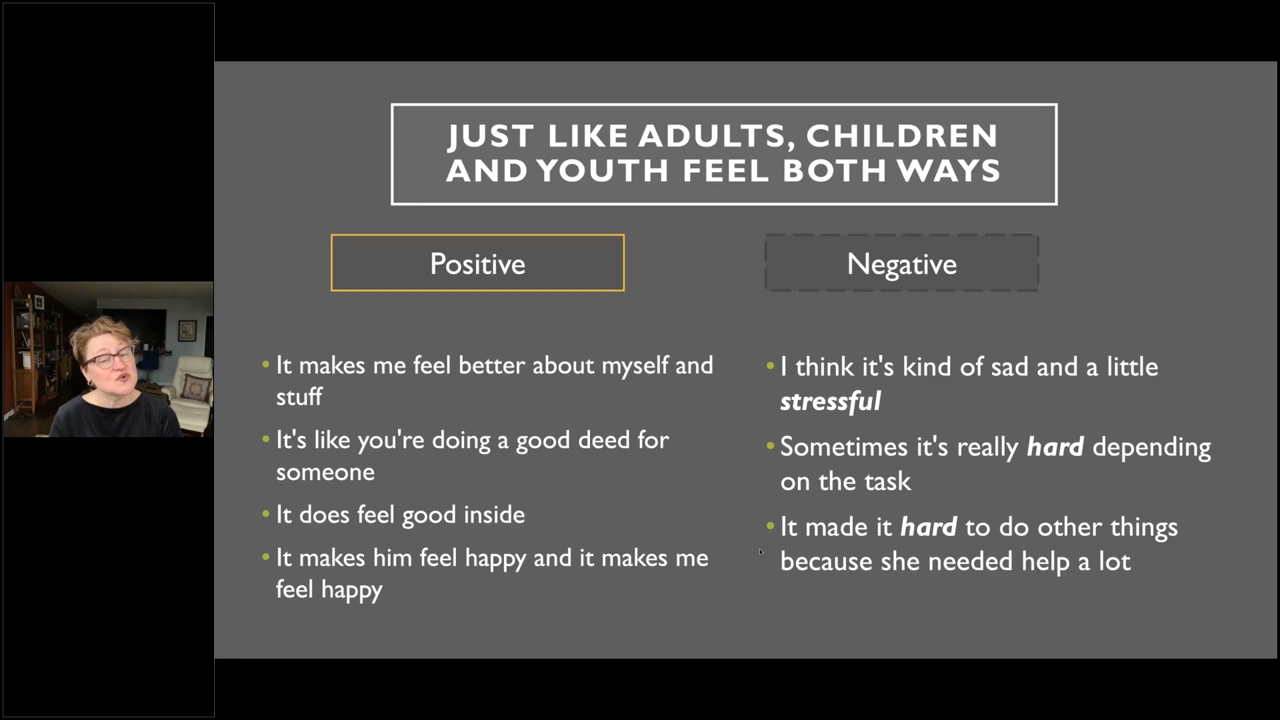 JUST LIKE ADULTS, CHILDREN
AND YOUTH FEEL BOTH WAYS
Positive
• It makes me feel better about myself and
stuff
• It's like you're doing a good deed for
someone
• It does feel good inside
• It makes him feel happy and it makes me
feel happy
Negative
• I think it's kind of sad and a little
stressful
• Sometimes it's really hard depending
on the task
• It made it hard to do other things
because she needed help a lot